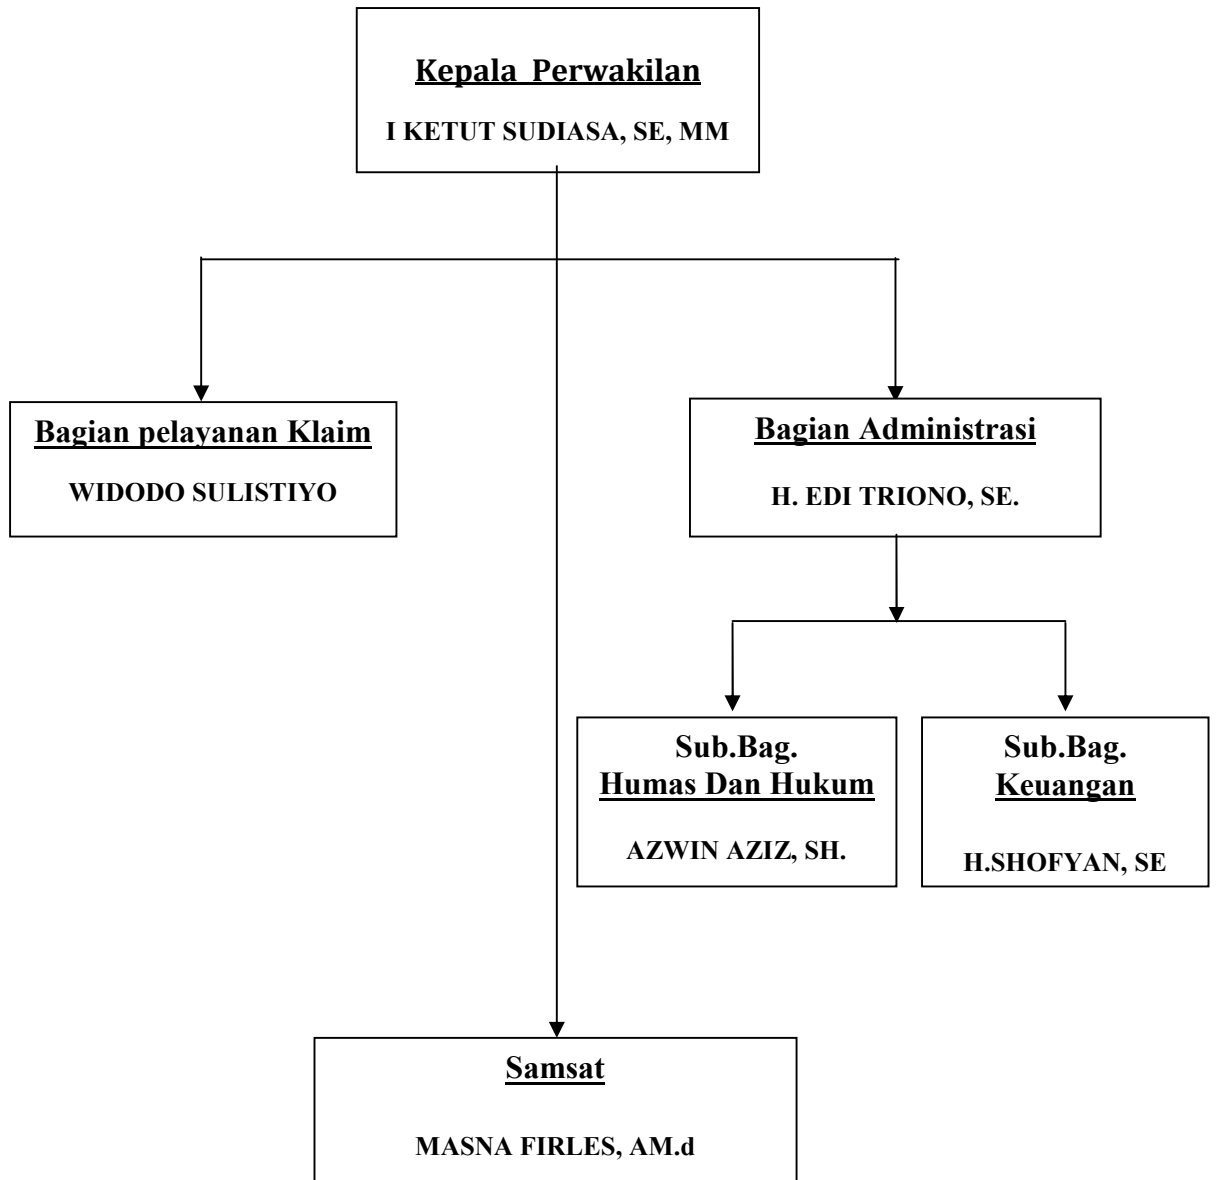 Kepala Perwakilan
I KETUT SUDIASA, SE, MM
Bagian pelayanan Klaim
WIDODO SULISTIYO
Bagian Administrasi
H. EDI TRIONO, SE.
Sub.Bag.
Humas Dan Hukum
AZWIN AZIZ, SH.
Sub.Bag.
Keuangan
H.SHOFYAN, SE
Samsat
MASNA FIRLES, AM.d